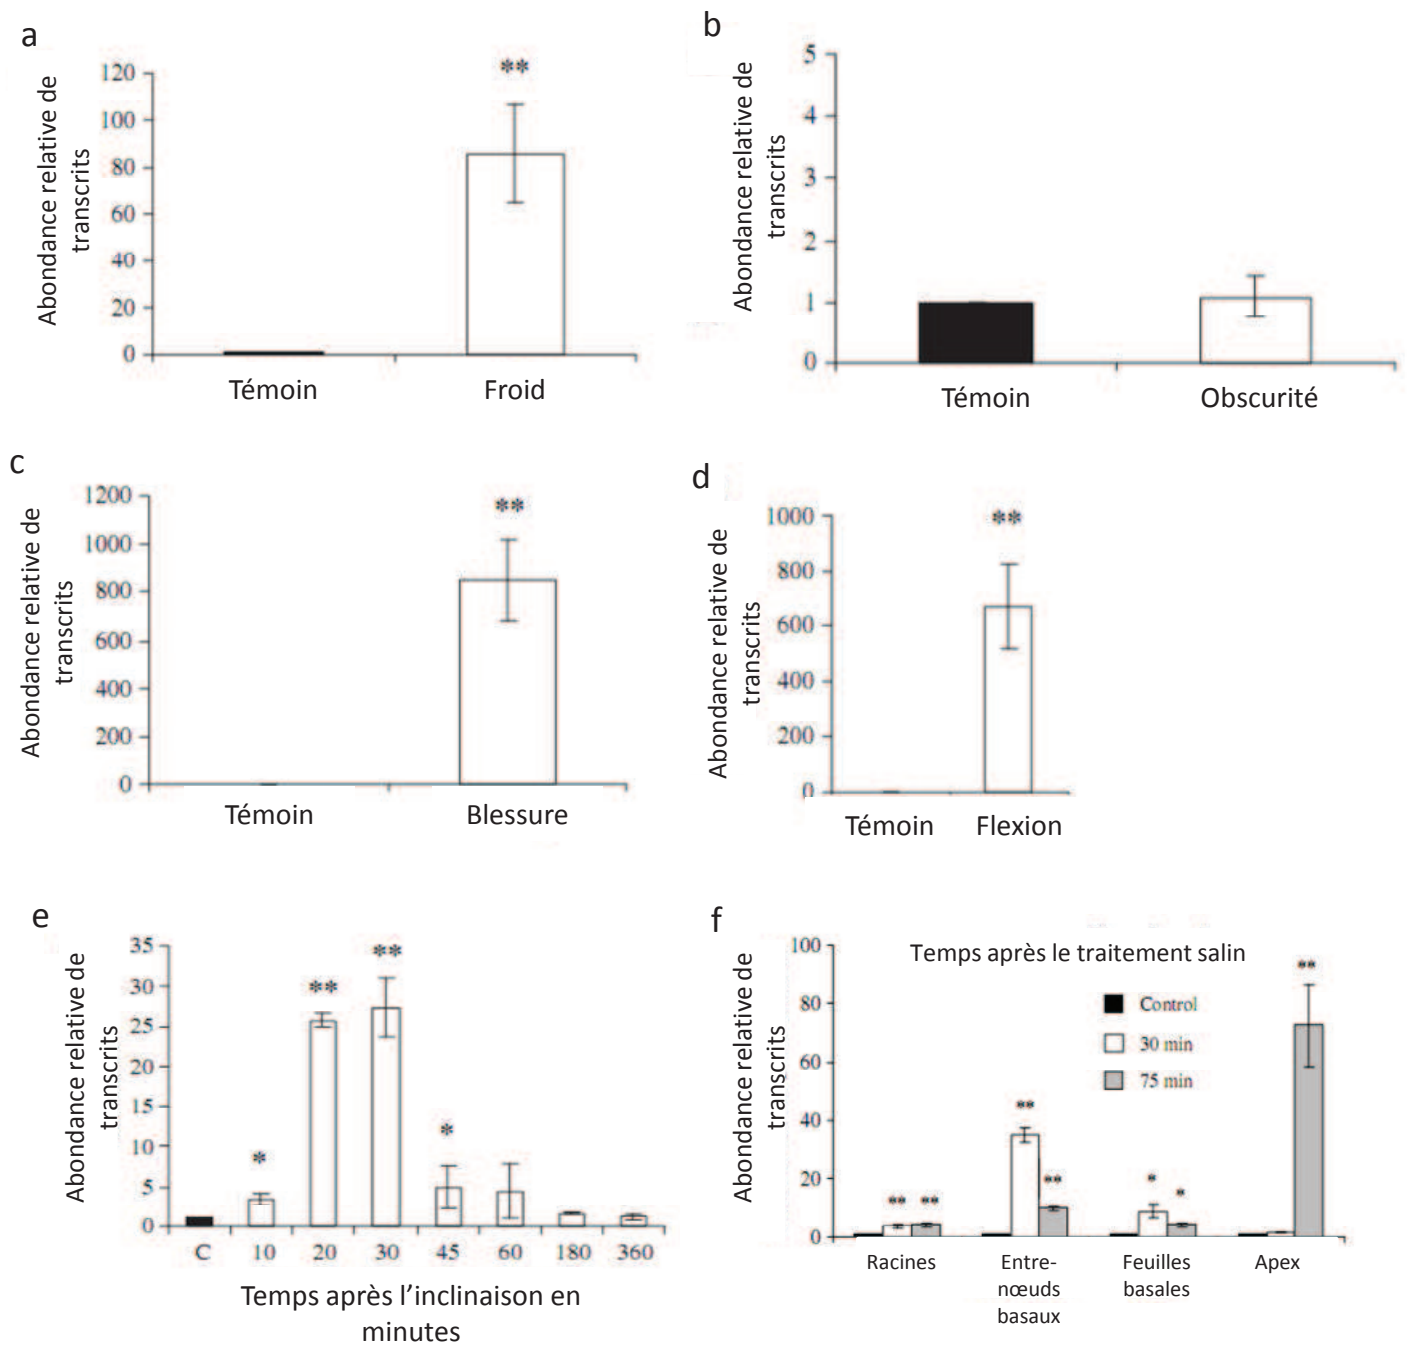 a
Abondance relative de
transcrits
120
100
80
60
40
20
0
**
Témoin
Froid
b
Abondance relative de
transcrits
5
4
3
2
1
0
Témoin
Obscurité
c
Abondance relative de
transcrits
1200
1000
800
600
400
200
0
**
Témoin
Blessure
d
Abondance relative de
transcrits
1000
800
600
400
200
0
**
Témoin
Flexion
e
Abondance relative de
transcrits
35
30
25
20
15
10
5
0
*
**
**
*
C 10 20 30 45 60 180 360
Temps après l'inclinaison en
minutes
f
Abondance relative de
transcrits
100
80
60
40
20
0
Temps après le traitement salin
Control
30 min
75 min
** **
**
**
*
*
**
Racines
Entre-
nœuds
basaux
Feuilles
basales
Apex